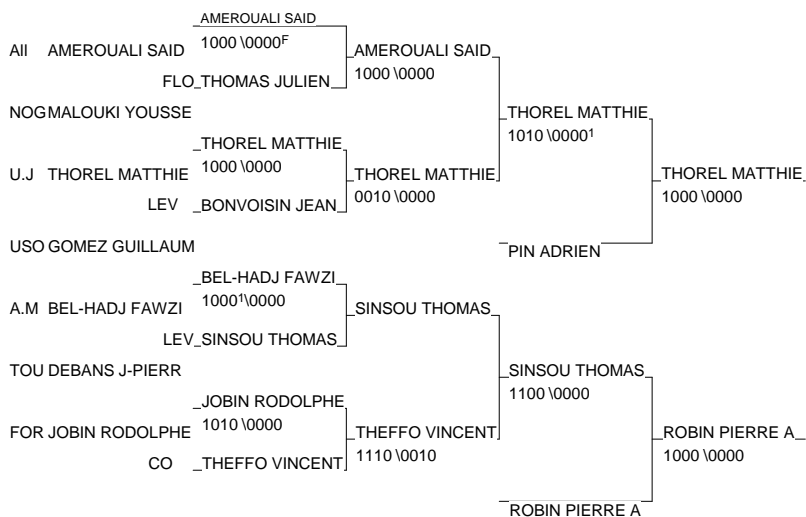 AMEROUALI SAID
All AMEROUALI SAID 1000 \0000F AMEROUALI SAID
FLO THOMAS JULIEN 1000 \0000
NOG MALOUKI YOUSSE THOREL MATTHIE
THOREL MATTHIE 1010 \0000¹
U.J THOREL MATTHIE 1000 \0000 THOREL MATTHIE THOREL MATTHIE
LEV BONVOISIN JEAN 0010 \0000 1000 \0000
USO GOMEZ GUILLAUM PIN ADRIEN
BEL-HADJ FAWZI
A.M BEL-HADJ FAWZI 1000¹\0000 SINSOU THOMAS
LEV SINSOU THOMAS
TOU DEBANS J-PIERR SINSOU THOMAS
JOBIN RODOLPHE 1100 \0000
FOR JOBIN RODOLPHE 1010 \0000 THEFFO VINCENT ROBIN PIERRE A
CO THEFFO VINCENT 1110 \0010 1000 \0000
ROBIN PIERRE A